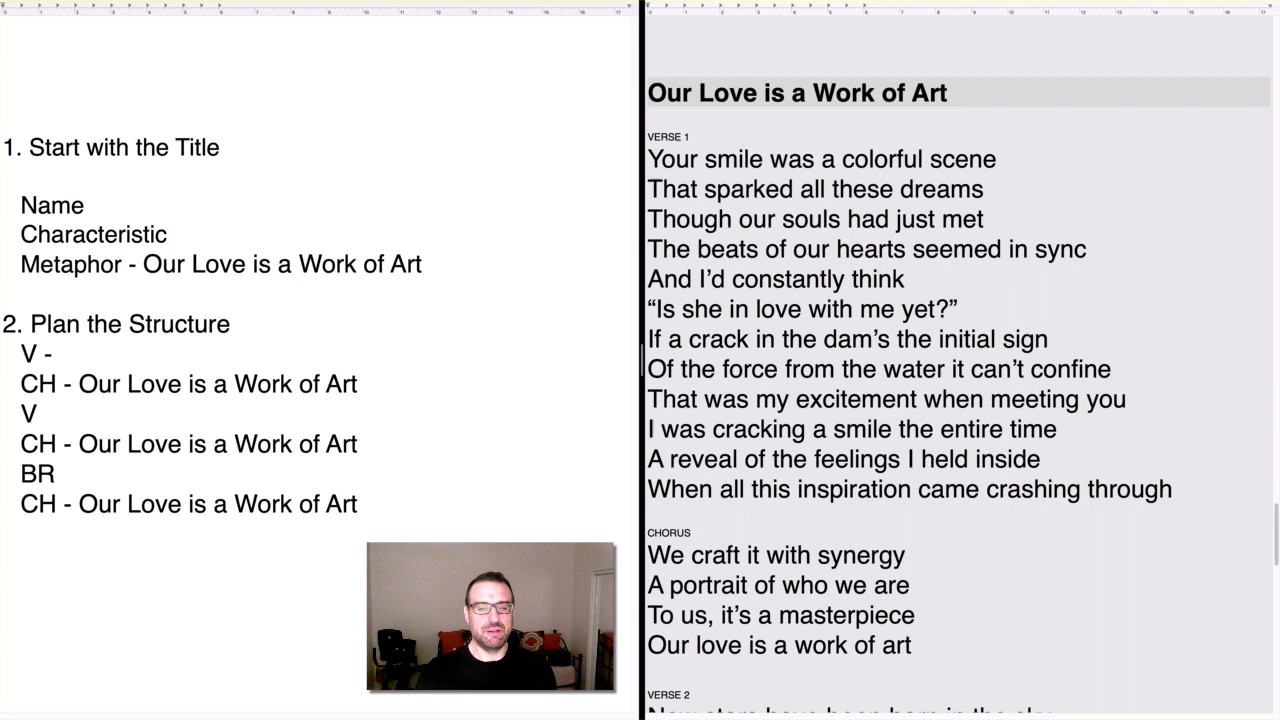 1. Start with the Title
Name
Characteristic
Metaphor - Our Love is a Work of Art
2. Plan the Structure
V -
CH - Our Love is a Work of Art
V
CH - Our Love is a Work of Art
BR
CH - Our Love is a Work of Art
Our Love is a Work of Art
VERSE 1
Your smile was a colorful scene
That sparked all these dreams
Though our souls had just met
The beats of our hearts seemed in sync
And I’d constantly think
“Is she in love with me yet?”
If a crack in the dam’s the initial sign
Of the force from the water it can’t confine
That was my excitement when meeting you
I was cracking a smile the entire time
A reveal of the feelings I held inside
When all this inspiration came crashing through
CHORUS
We craft it with synergy
A portrait of who we are
To us, it’s a masterpiece
Our love is a work of art
VERSE 2